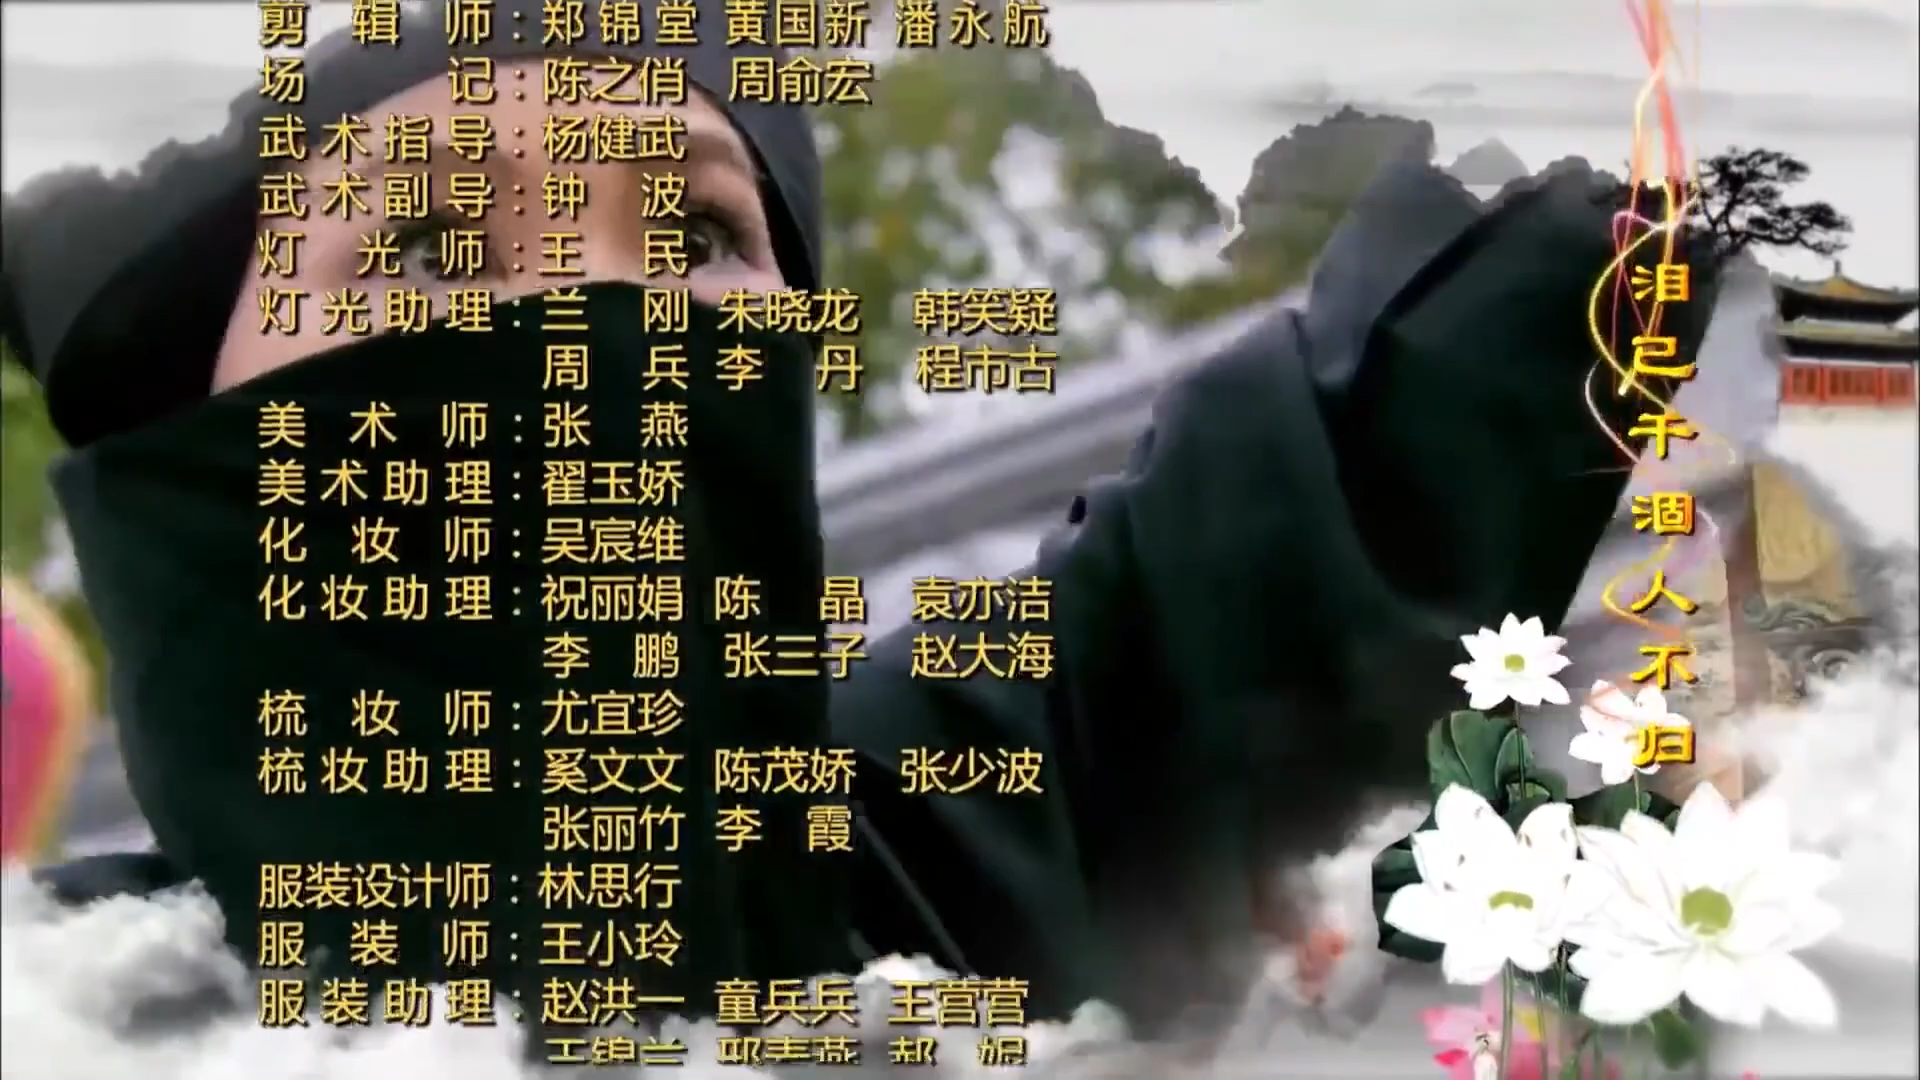 剪辑师：郑锦堂 黄国新 潘永航
场记：陈之俏 周俞宏
武术指导：杨健武
武术副导：钟波
灯光师：王民
灯光助理：兰刚 朱晓龙 韩笑疑
周兵 李丹 程市古
美术师：张燕
美术助理：翟玉娇
化妆师：吴宸维
化妆助理：祝丽娟 陈晶 袁亦洁
李鹏 张三子 赵大海
梳妆师：尤宜珍
梳妆助理：奚文文 陈茂娇 张少波
张丽竹 李霞
服装设计师：林思行
服装师：王小玲
服装助理：赵洪一 童兵兵 王营营
泪已干涸人不归